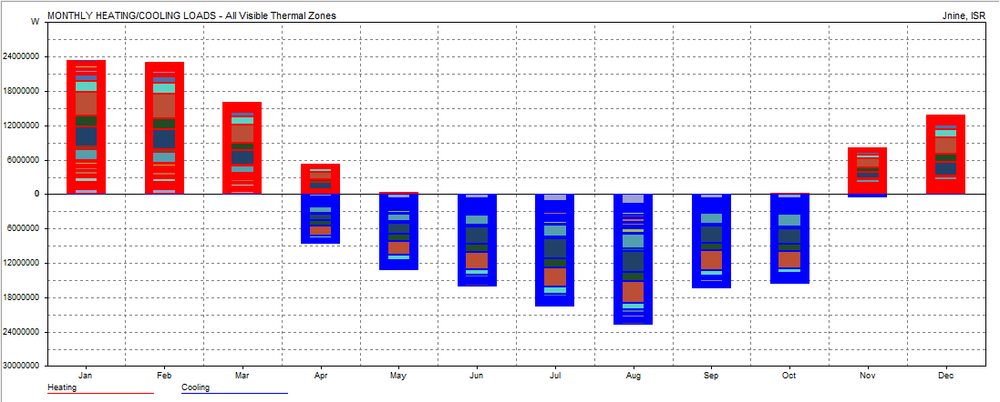 MONTHLY HEATING/COOLING LOADS - All Visible Thermal Zones Jnine, ISR
W
24000000
18000000
12000000
6000000
0
6000000
12000000
18000000
24000000
30000000
Jan Feb Mar Apr May Jun Jul Aug Sep Oct Nov Dec
Heating Cooling